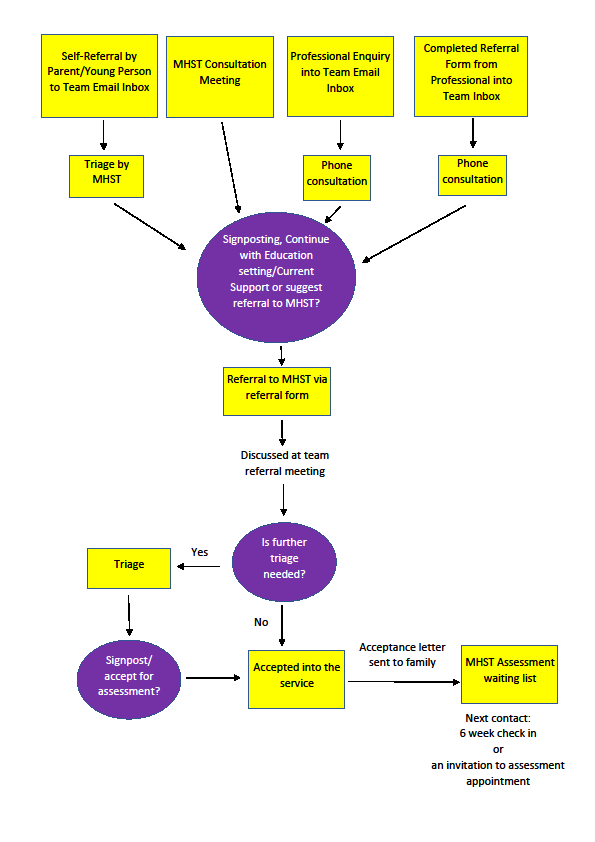 Self-Referral by
Parent/Young Person
to Team Email Inbox
MHST Consultation
Meeting
Professional Enquiry
into Team Email
Inbox
Completed Referral
Form from
Professional into
Team Inbox
Triage by
MHST
Phone
consultation
Phone
consultation
Signposting, Continue
with Education
setting/Current
Support or suggest
referral to MHST?
Referral to MHST via
referral form
Discussed at team
referral meeting
Is further
triage
needed?
Yes
Triage
No
Signpost/
accept for
assessment?
Accepted into the
service
Acceptance letter
sent to family
MHST Assessment
waiting list
Next contact:
6 week check in
or
an invitation to assessment
appointment